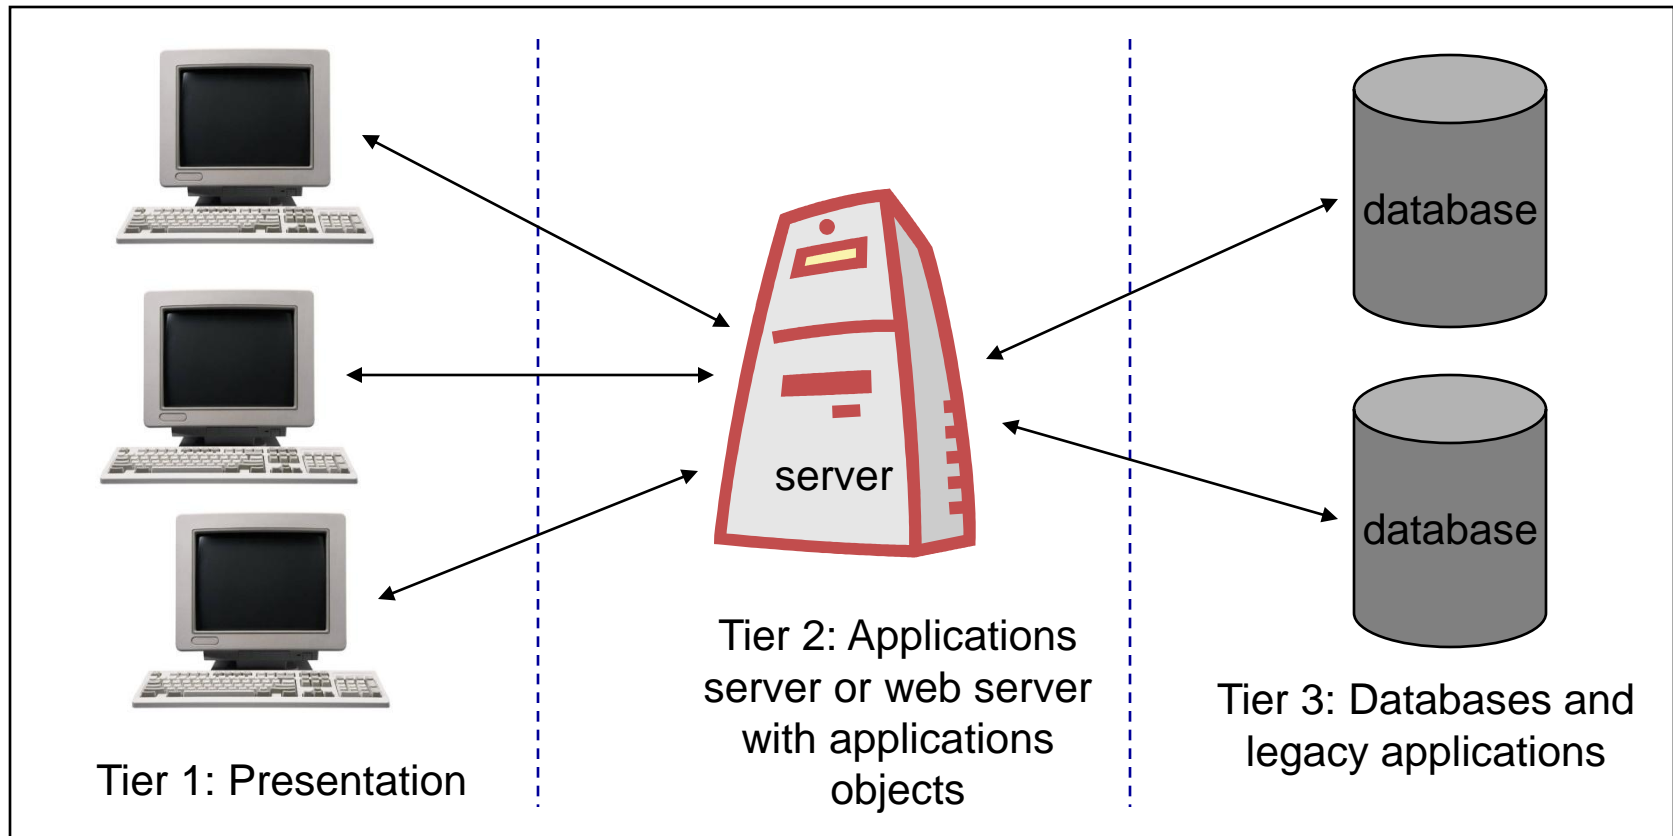 database
server
database
Tier 1: Presentation
Tier 2: Applications
server or web server
with applications
objects
Tier 3: Databases and
legacy applications